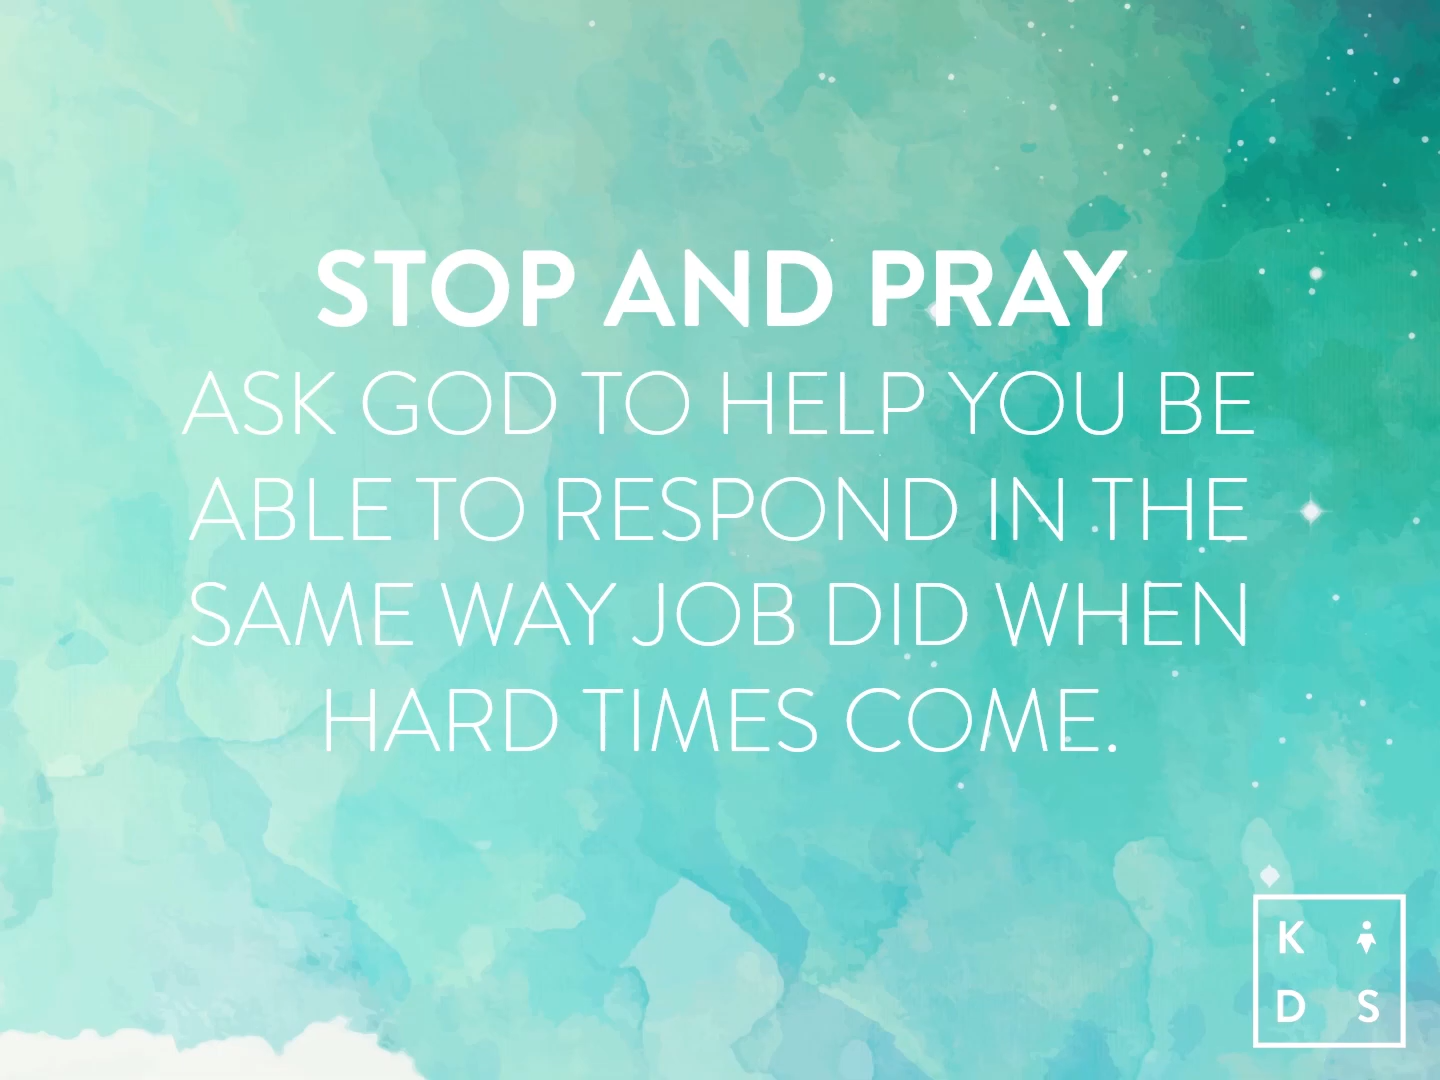 STOP AND PRAY
ASK GOD TO HELP YOU BE
ABLE TO RESPOND IN THE
SAME WAY JOB DID WHEN
HARD TIMES COME.
K
D S